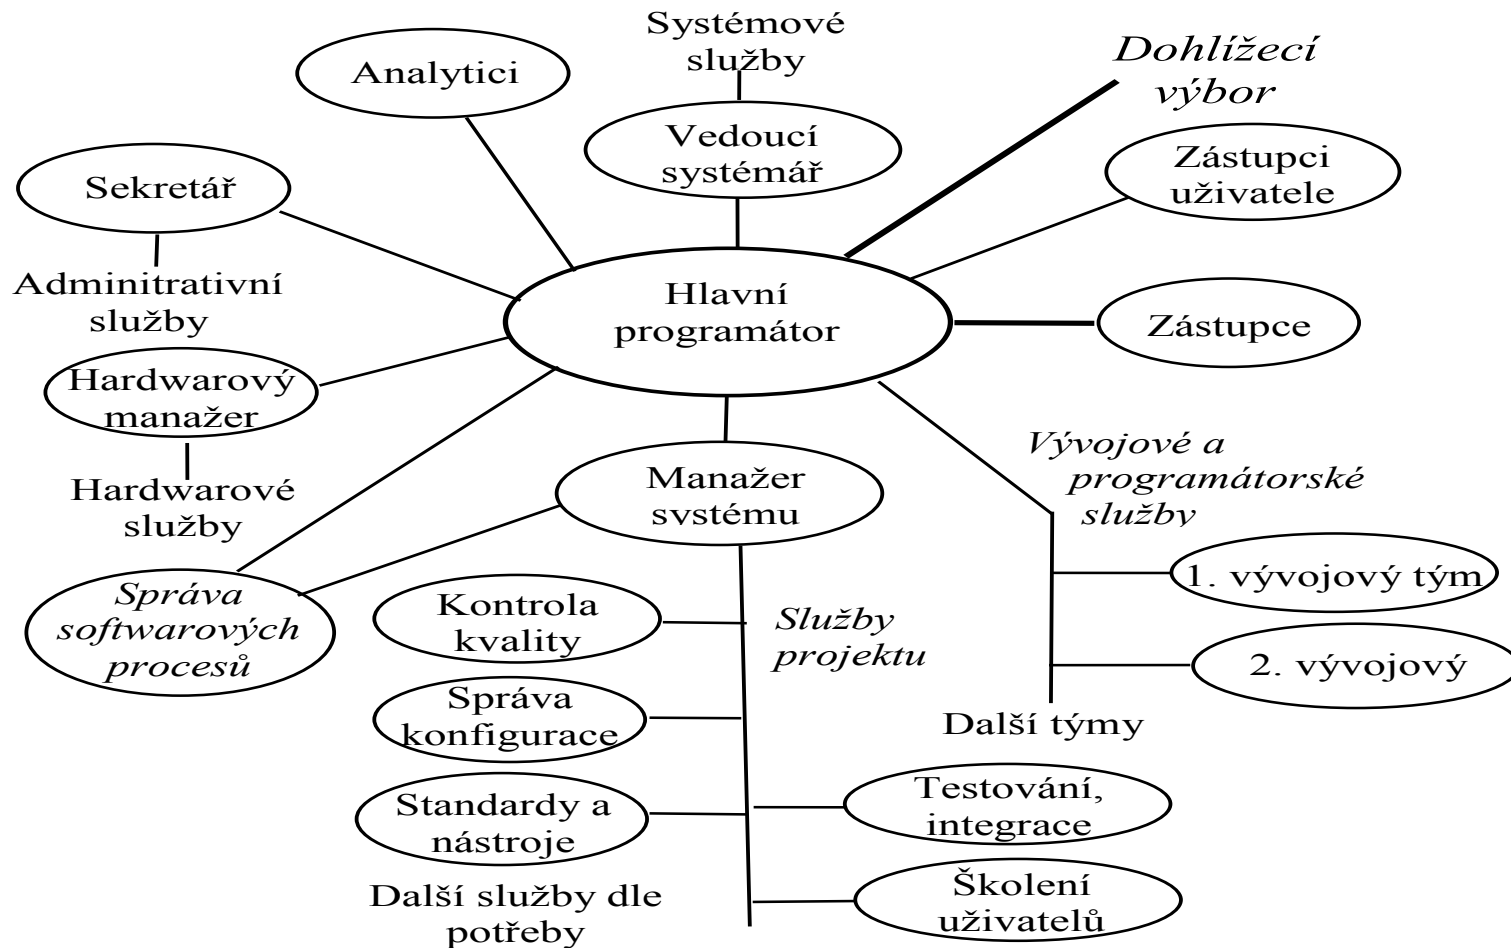 Systémové
služby
Dohlížecí
výbor
Analytici
Vedoucí
systémář
Zástupci
uživatele
Sekretář
Adminitrativní
služby
Hlavní
programátor
Zástupce
Hardwarový
manažer
Hardwarové
služby
Vývojové a
programátorské
služby
Manažer
systému
1. vývojový tým
Správa
softwarových
procesů
Kontrola
kvality
Služby
projektu
2. vývojový
Správa
konfigurace
Další týmy
Standardy a
nástroje
Testování,
integrace
Další služby dle
potřeby
Školení
uživatelů